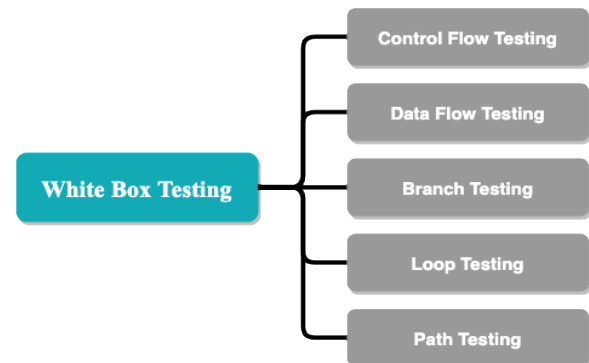 Control Flow Testing
Data Flow Testing
White Box Testing
Branch Testing
Loop Testing
Path Testing